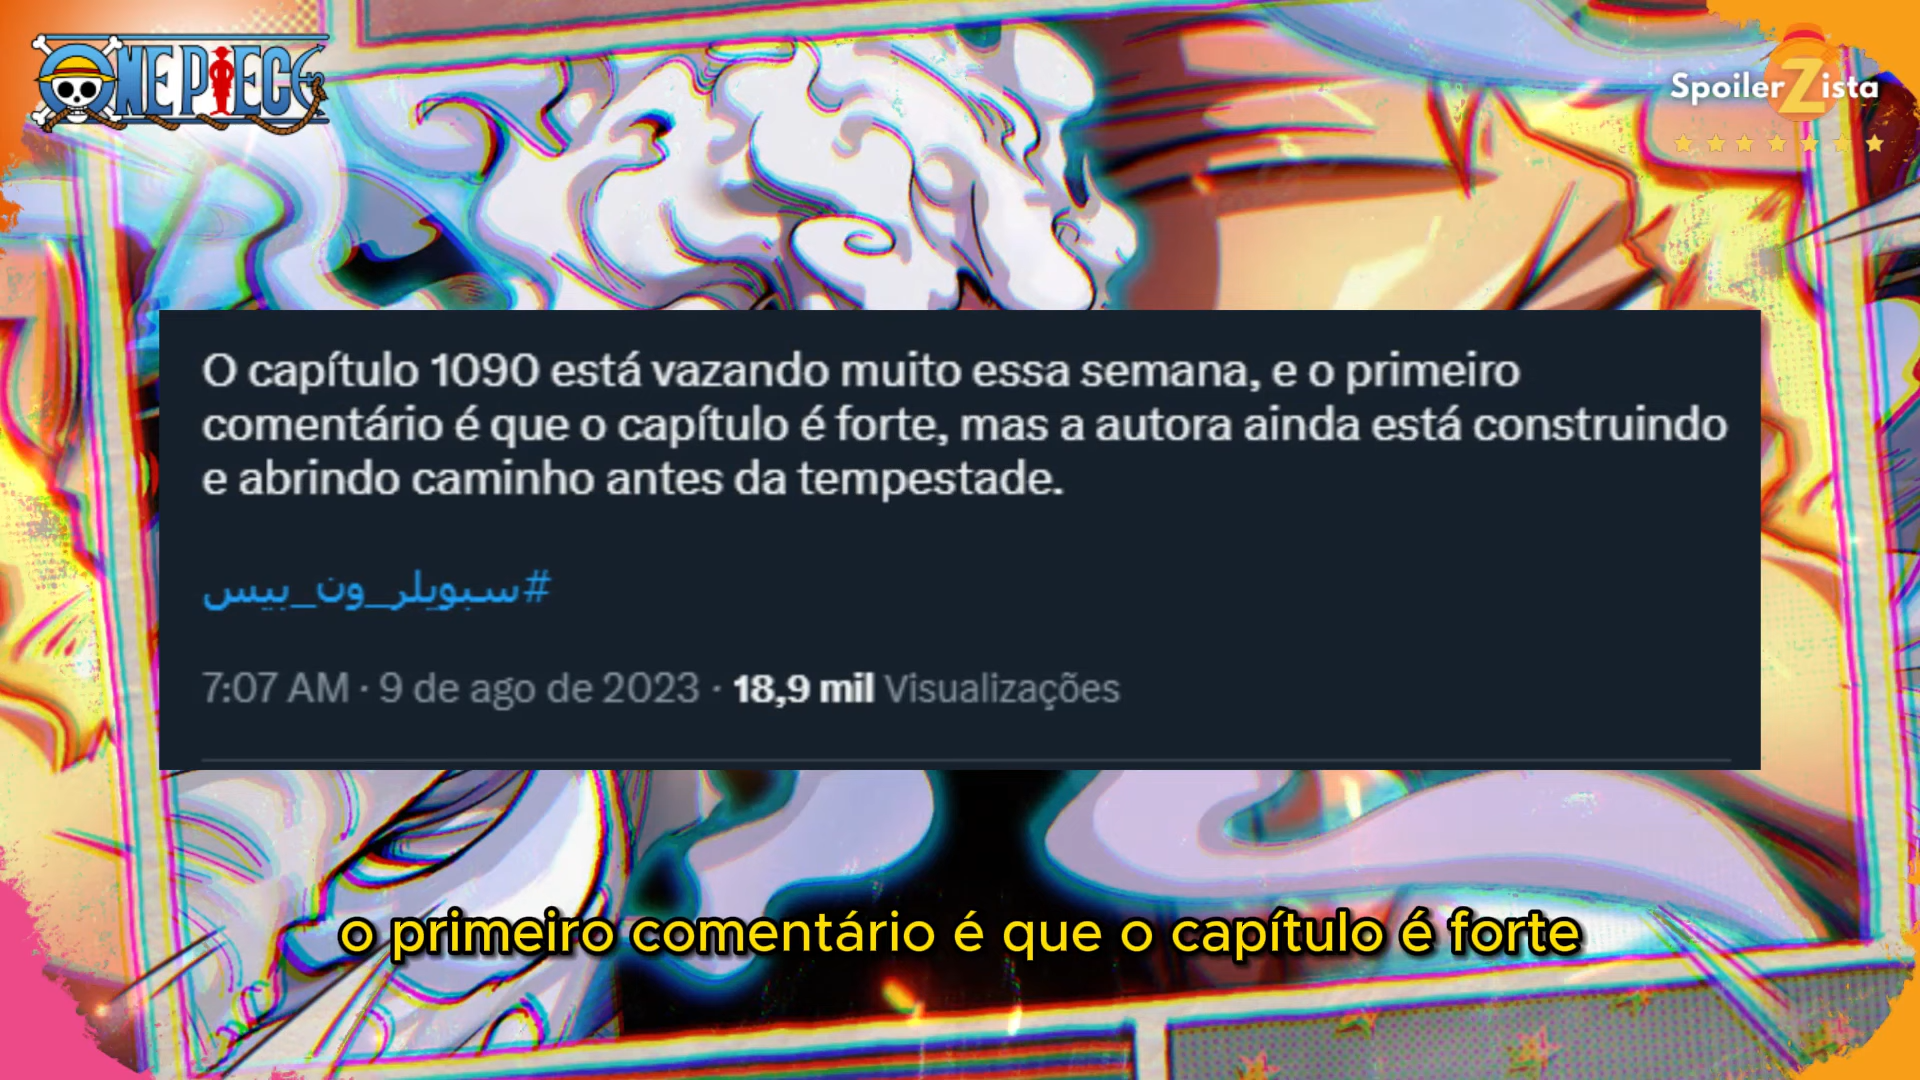 ONE PIECE
SpoilerZista
O capítulo 1090 está vazando muito essa semana, e o primeiro
comentário é que o capítulo é forte, mas a autora ainda está construindo
e abrindo caminho antes da tempestade.
#سبويلر_ون_بيس
7:07 AM · 9 de ago de 2023 · 18,9 mil Visualizações
o primeiro comentário é que o capítulo é forte